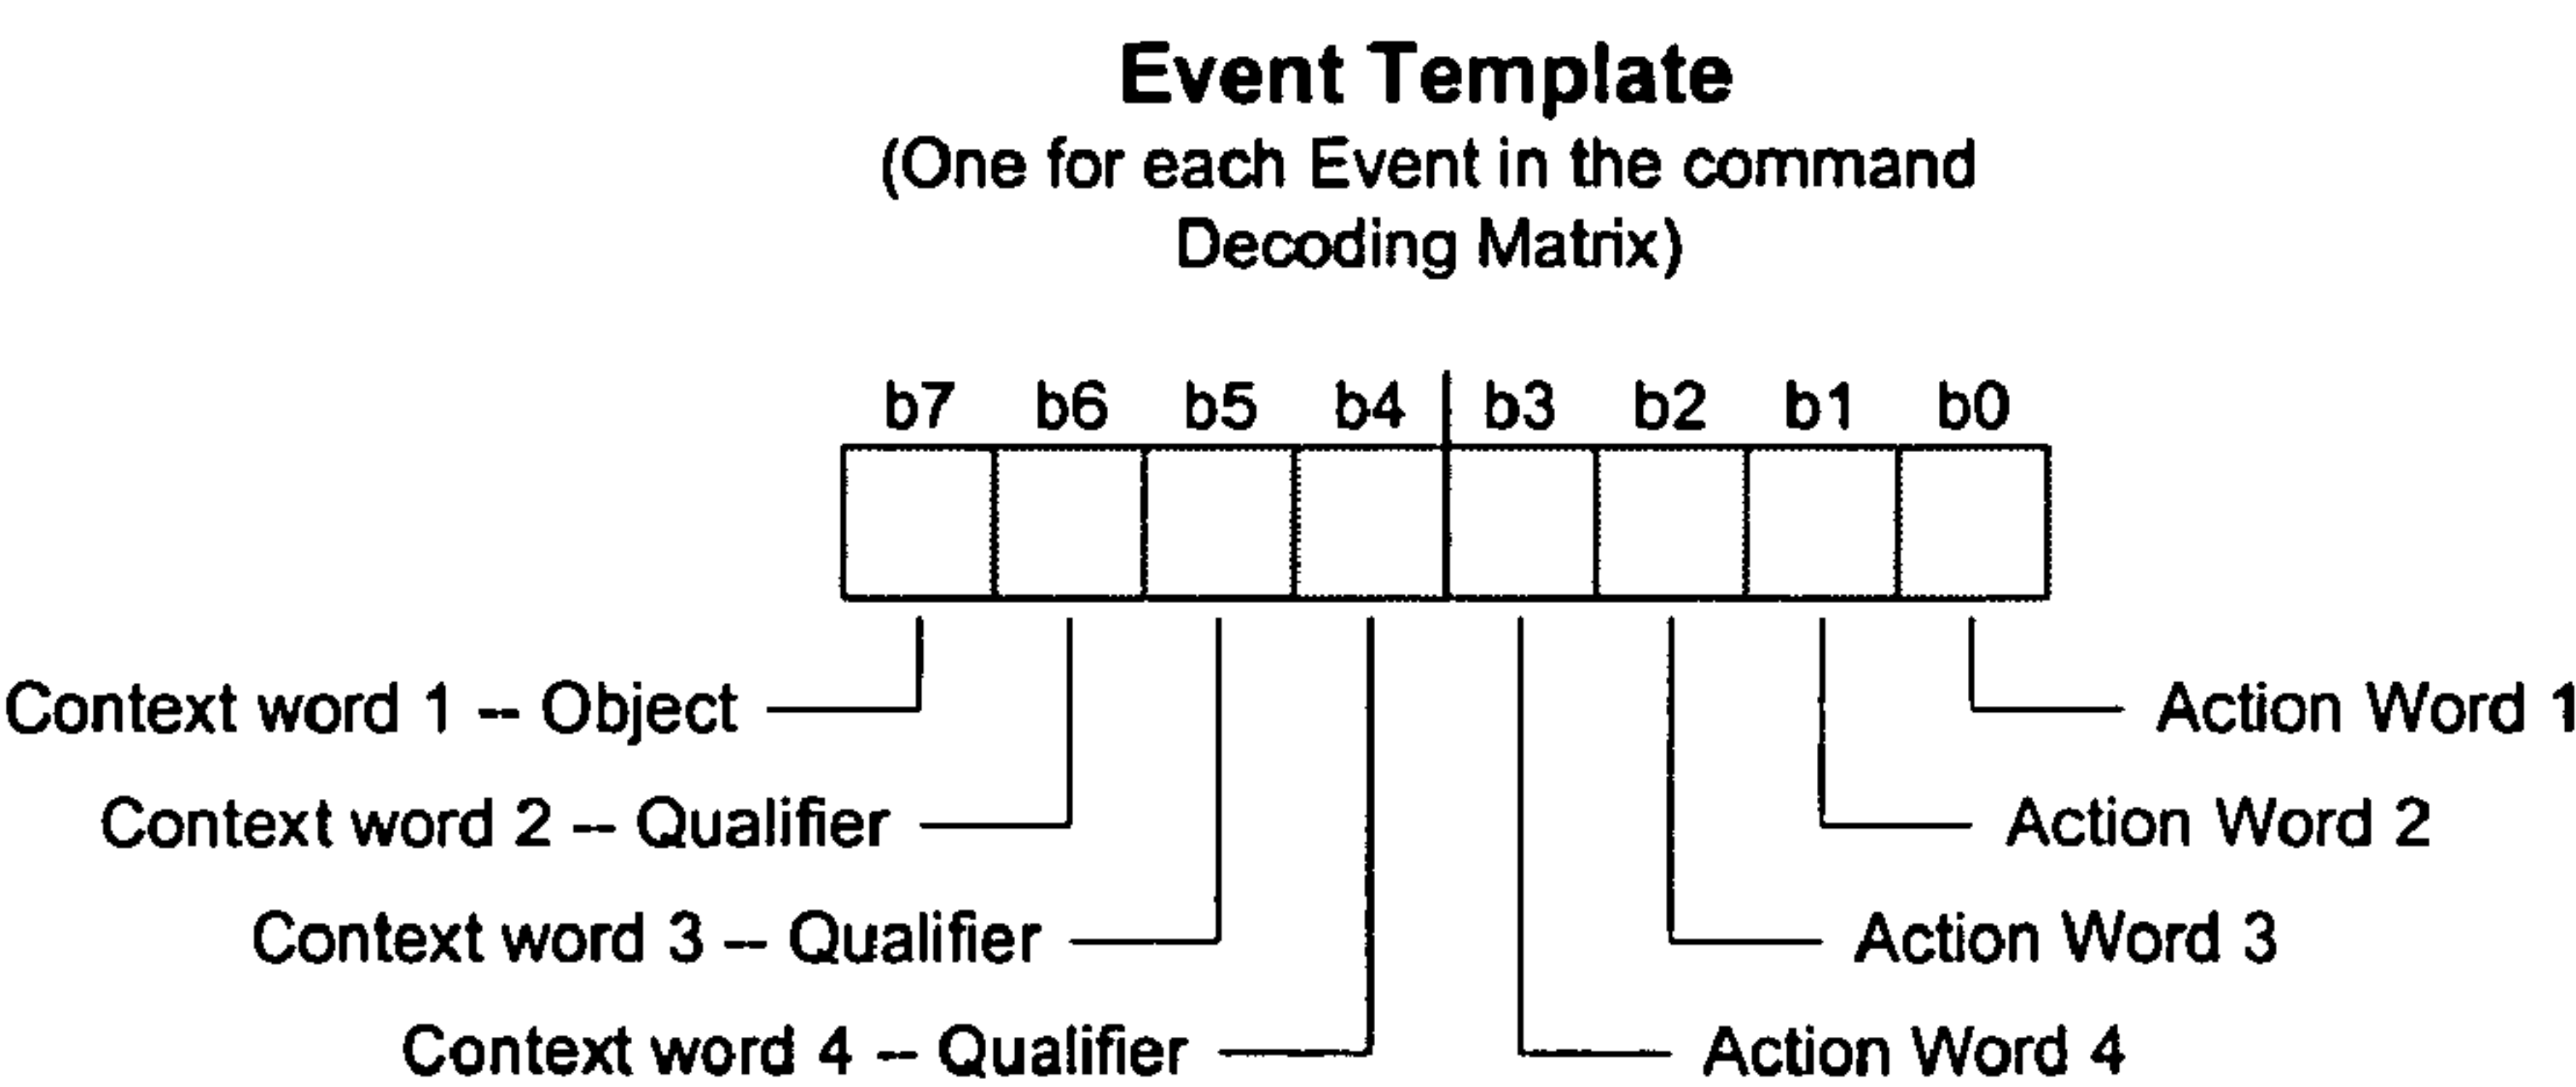 Event Template
(One for each Event in the command
Decoding Matrix)
b7 b6 b5 b4 b3 b2 b1 b0
Context word 1 -- Object
Action Word 1
Context word 2 -- Qualifier
Action Word 2
Context word 3 -- Qualifier
Action Word 3
Context word 4 -- Qualifier
Action Word 4